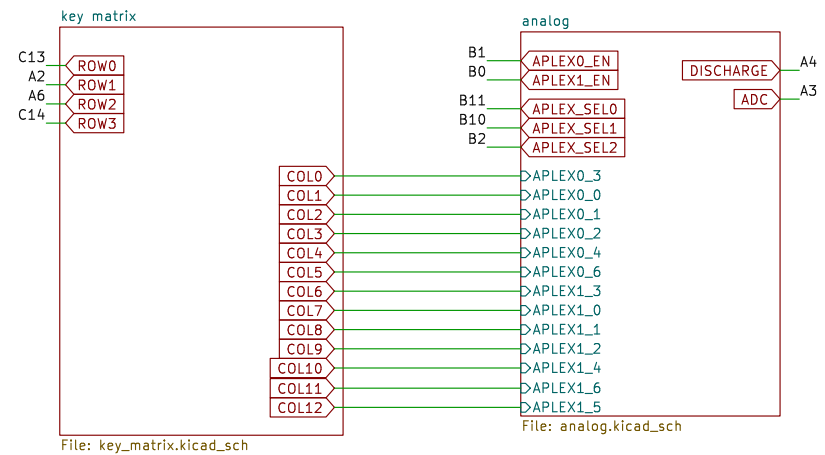 key matrix
C13 ROW0
A2 ROW1
A6 ROW2
C14 ROW3
COL0
COL1
COL2
COL3
COL4
COL5
COL6
COL7
COL8
COL9
COL10
COL11
COL12
File: key_matrix.kicad_sch
analog
B1 APLEX0_EN
B0 APLEX1_EN
B11 APLEX_SEL0
B10 APLEX_SEL1
B2 APLEX_SEL2
DISCHARGE A4
ADC A3
APLEX0_3
APLEX0_0
APLEX0_1
APLEX0_2
APLEX0_4
APLEX0_6
APLEX1_3
APLEX1_0
APLEX1_1
APLEX1_2
APLEX1_4
APLEX1_6
APLEX1_5
File: analog.kicad_sch